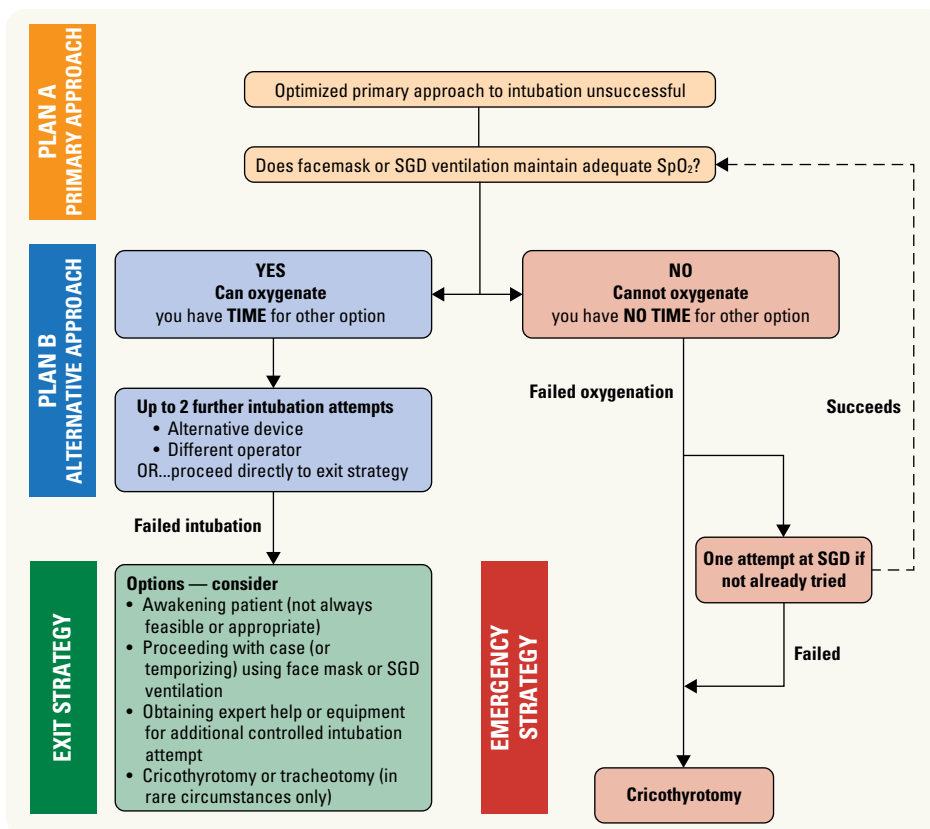 PLAN A
PRIMARY APPROACH
Optimized primary approach to intubation unsuccessful
Does facemask or SGD ventilation maintain adequate SpO₂?
PLAN B
ALTERNATIVE APPROACH
YES
Can oxygenate
you have TIME for other option
NO
Cannot oxygenate
you have NO TIME for other option
Up to 2 further intubation attempts
• Alternative device
• Different operator
OR...proceed directly to exit strategy
Failed oxygenation
Succeeds
Failed intubation
EXIT STRATEGY
Options — consider
• Awakening patient (not always
feasible or appropriate)
• Proceeding with case (or
temporizing) using face mask or SGD
ventilation
• Obtaining expert help or equipment
for additional controlled intubation
attempt
• Cricothyrotomy or tracheotomy (in
rare circumstances only)
EMERGENCY
STRATEGY
One attempt at SGD if
not already tried
Failed
Cricothyrotomy